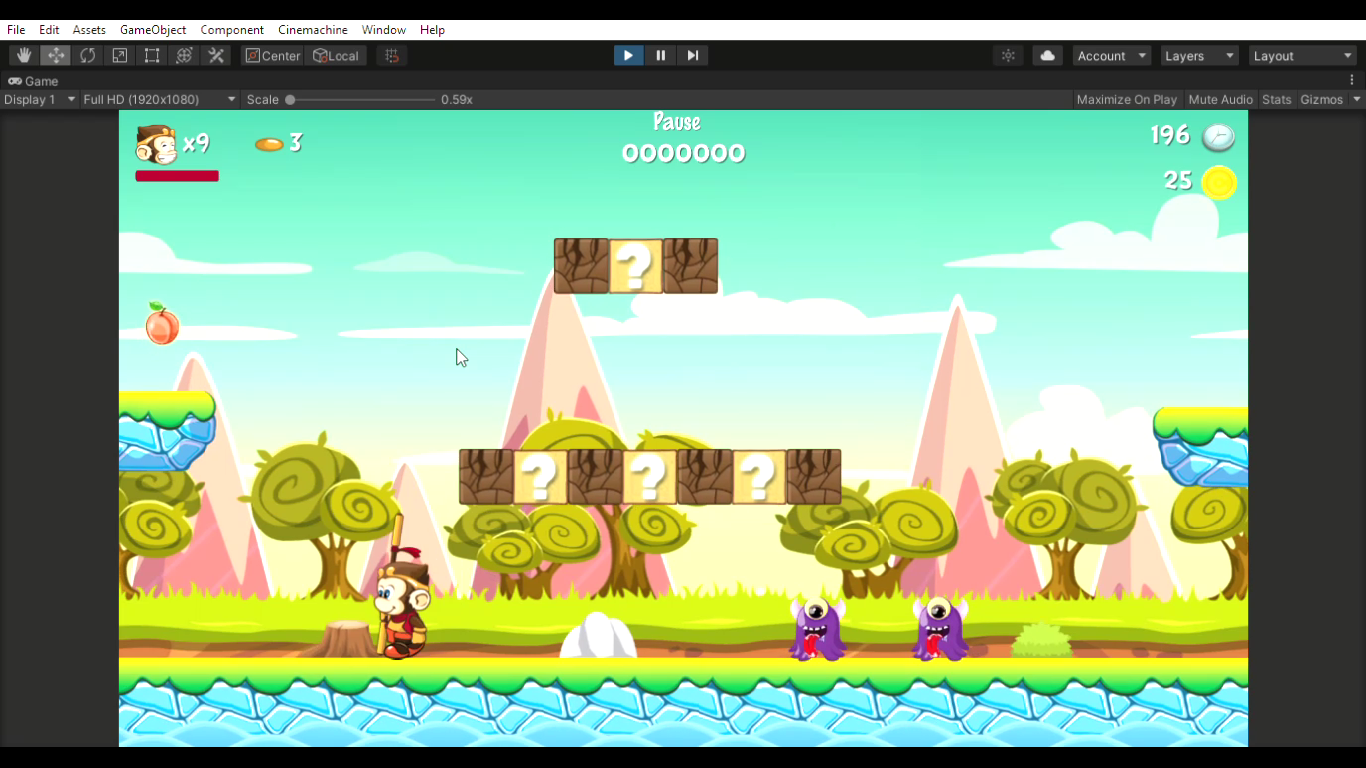 File Edit Assets GameObject Component Cinemachine Window Help
Center Local Account Layers Layout
Game
Display 1 Full HD (1920x1080) Scale 0.59x Maximize On Play Mute Audio Stats Gizmos
x9 3 Pause 196
0000000
25
?
? ? ?